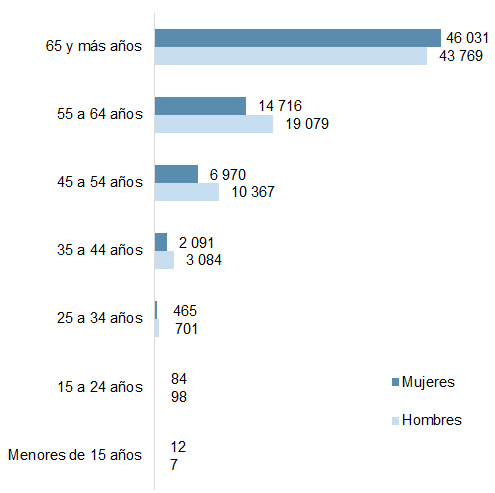 65 y más años
46 031
43 769
55 a 64 años
14 716
19 079
45 a 54 años
6 970
10 367
35 a 44 años
2 091
3 084
25 a 34 años
465
701
15 a 24 años
84
98
Mujeres
Hombres
Menores de 15 años
12
7